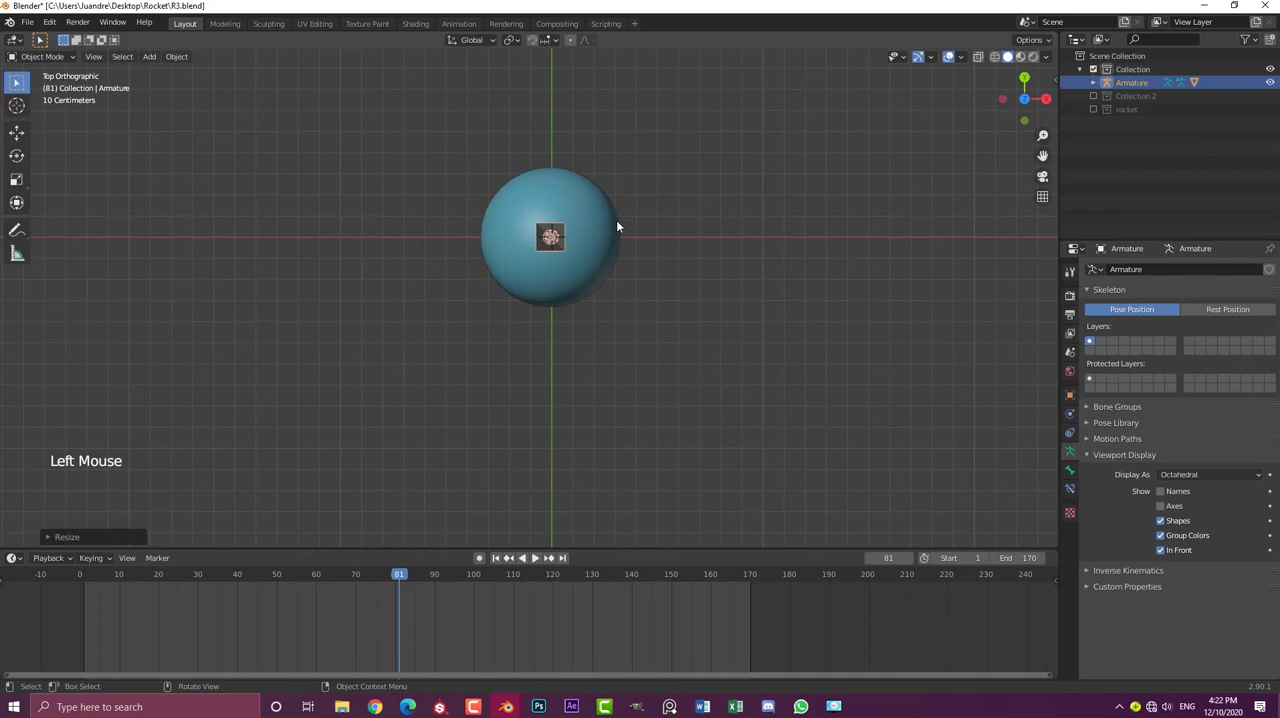 Blender* [C:\Users\Juandre\Desktop\Rocket\R3.blend]
File Edit Render Window Help Layout Modeling Sculpting UV Editing Texture Paint Shading Animation Rendering Compositing Scripting + Scene View Layer
Global Options
Object Mode View Select Add Object
Top Orthographic
(81) Collection | Armature
10 Centimeters
Y
Z
X
Left Mouse
Resize
Scene Collection
Collection
Armature
Collection 2
rocket
Armature Armature
Armature
Skeleton
Pose Position Rest Position
Layers:
Protected Layers:
Bone Groups
Pose Library
Motion Paths
Viewport Display
Display As Octahedral
Show Names
Axes
Shapes
Group Colors
In Front
Inverse Kinematics
Custom Properties
Playback Keying View Marker 81 Start 1 End 170
-10 0 10 20 30 40 50 60 70 81 90 100 110 120 130 140 150 160 170 180 190 200 210 220 230 240
Select Box Select Rotate View Object Context Menu 2.90.1
Type here to search
4:22 PM
12/10/2020